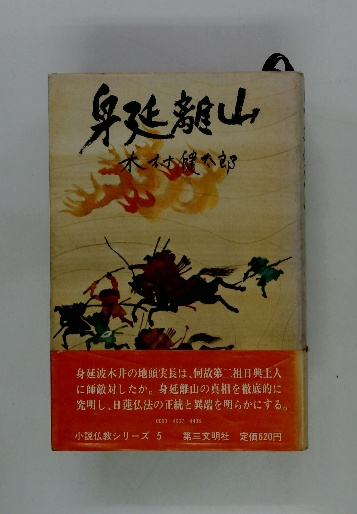 身延離山
木村健太郎
身延波木井の地頭実長は、何故第二祖日興上人
に師敵対したか。身延離山の真相を徹底的に
究明し、日蓮仏法の正統と異端を明らかにする。
小説仏教シリーズ 5 第三文明社 定価620円